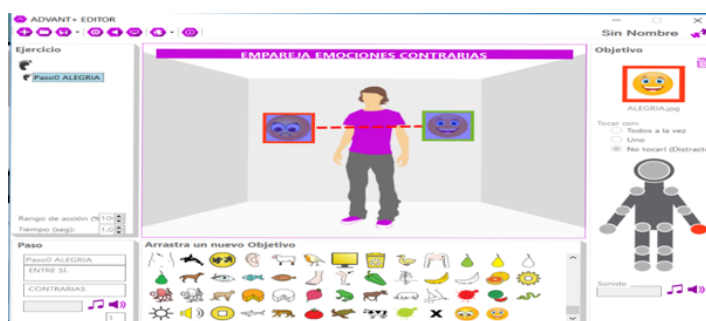 ADVANT+ EDITOR
Sin Nombre
Ejercicio
Paso0 ALEGRIA
EMPAREJA EMOCIONES CONTRARIAS
Objetivo
ALEGRIA.jpg
Tocar con:
Todos a la vez
Uno
No tocar! (Distract
Rango de acción (%
Tiempo (seg):
1,0
Paso
Paso0 ALEGRIA
ENTRE SÍ.
CONTRARIAS
1
Arrastra un nuevo Objetivo
Sonido